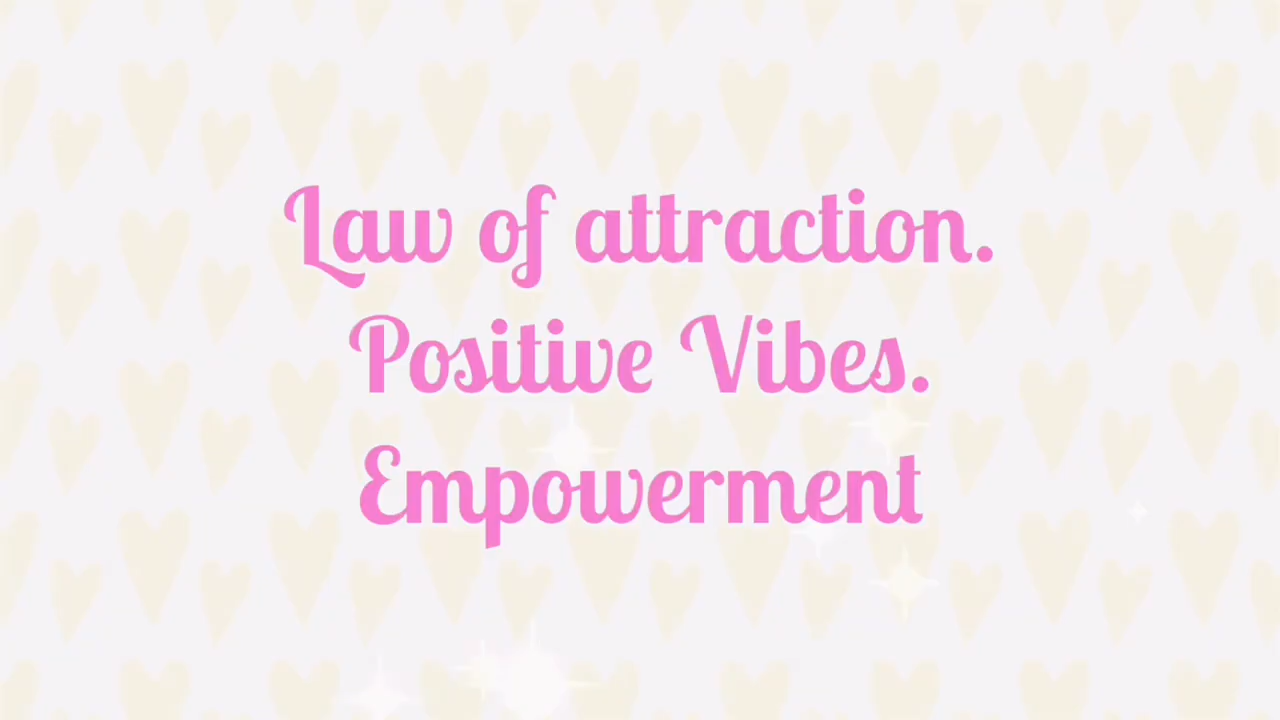 Law of attraction.
Positive Vibes.
Empowerment